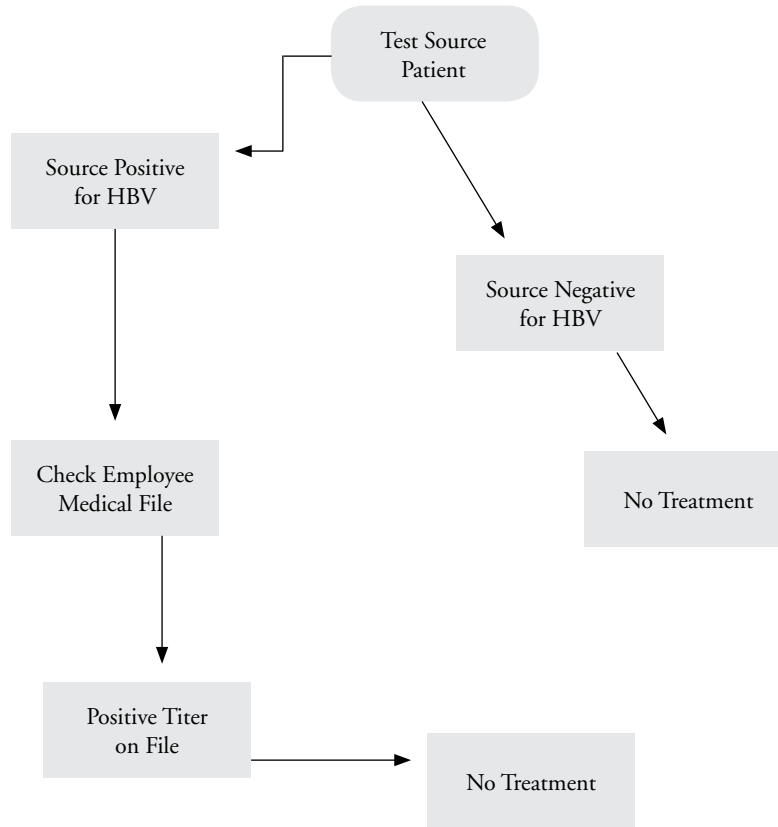 Test Source
Patient
Source Positive
for HBV
Source Negative
for HBV
Check Employee
Medical File
No Treatment
Positive Titer
on File
No Treatment